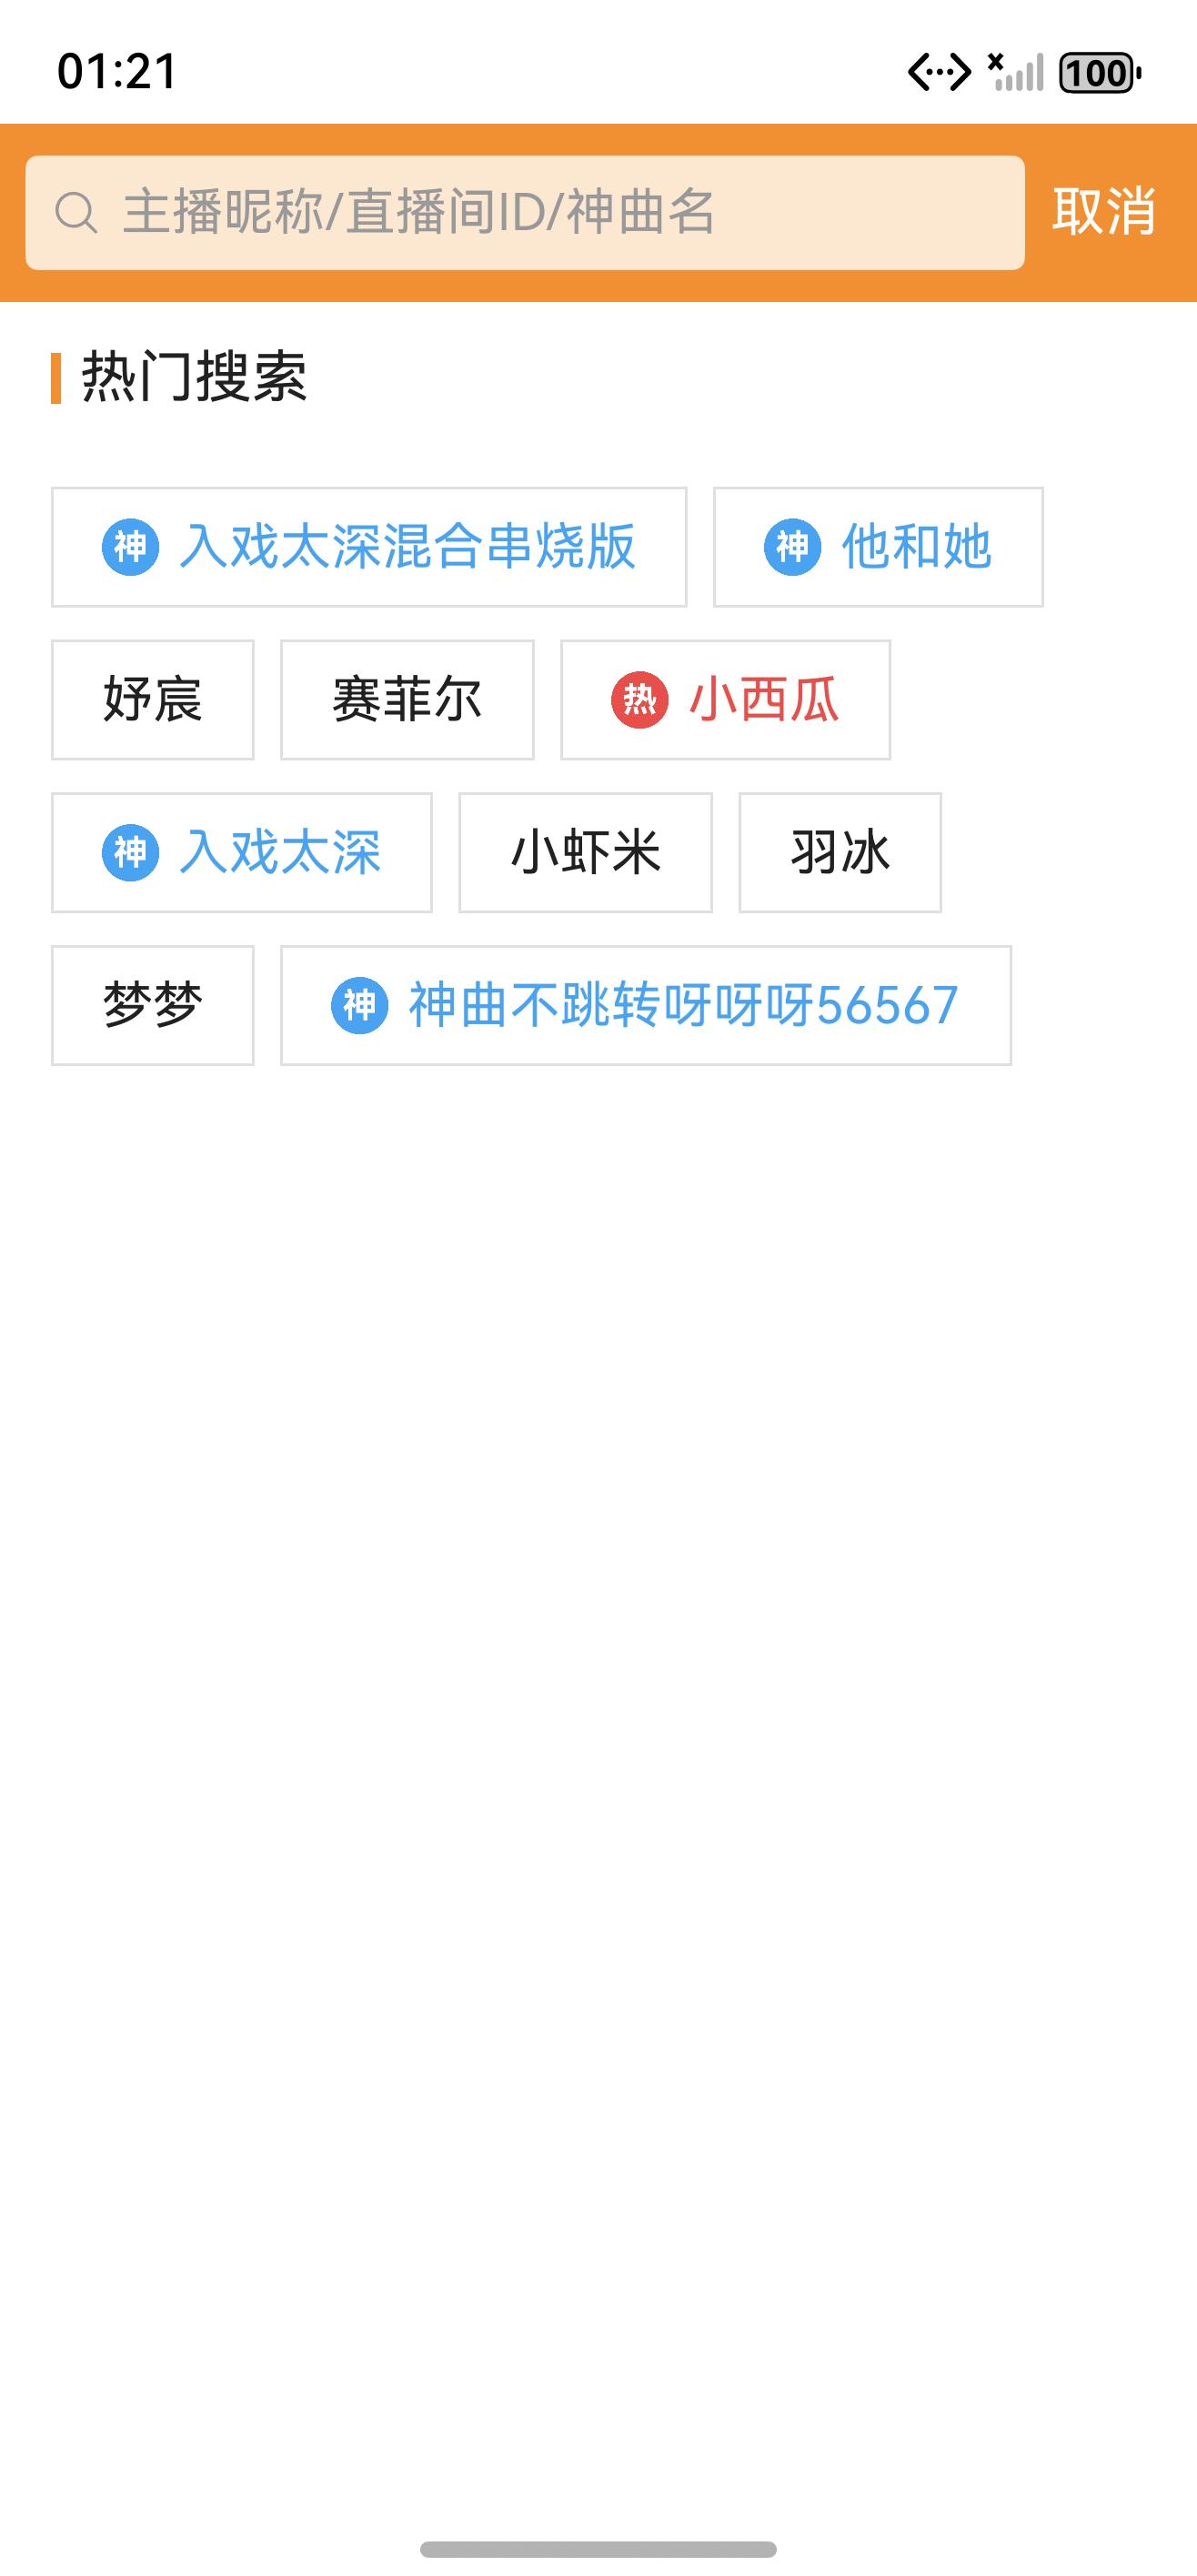 01:21 100
主播昵称/直播间ID/神曲名 取消
热门搜索
神 入戏太深混合串烧版 神 他和她
妤宸 赛菲尔 热 小西瓜
神 入戏太深 小虾米 羽冰
梦梦 神 神曲不跳转呀呀呀56567